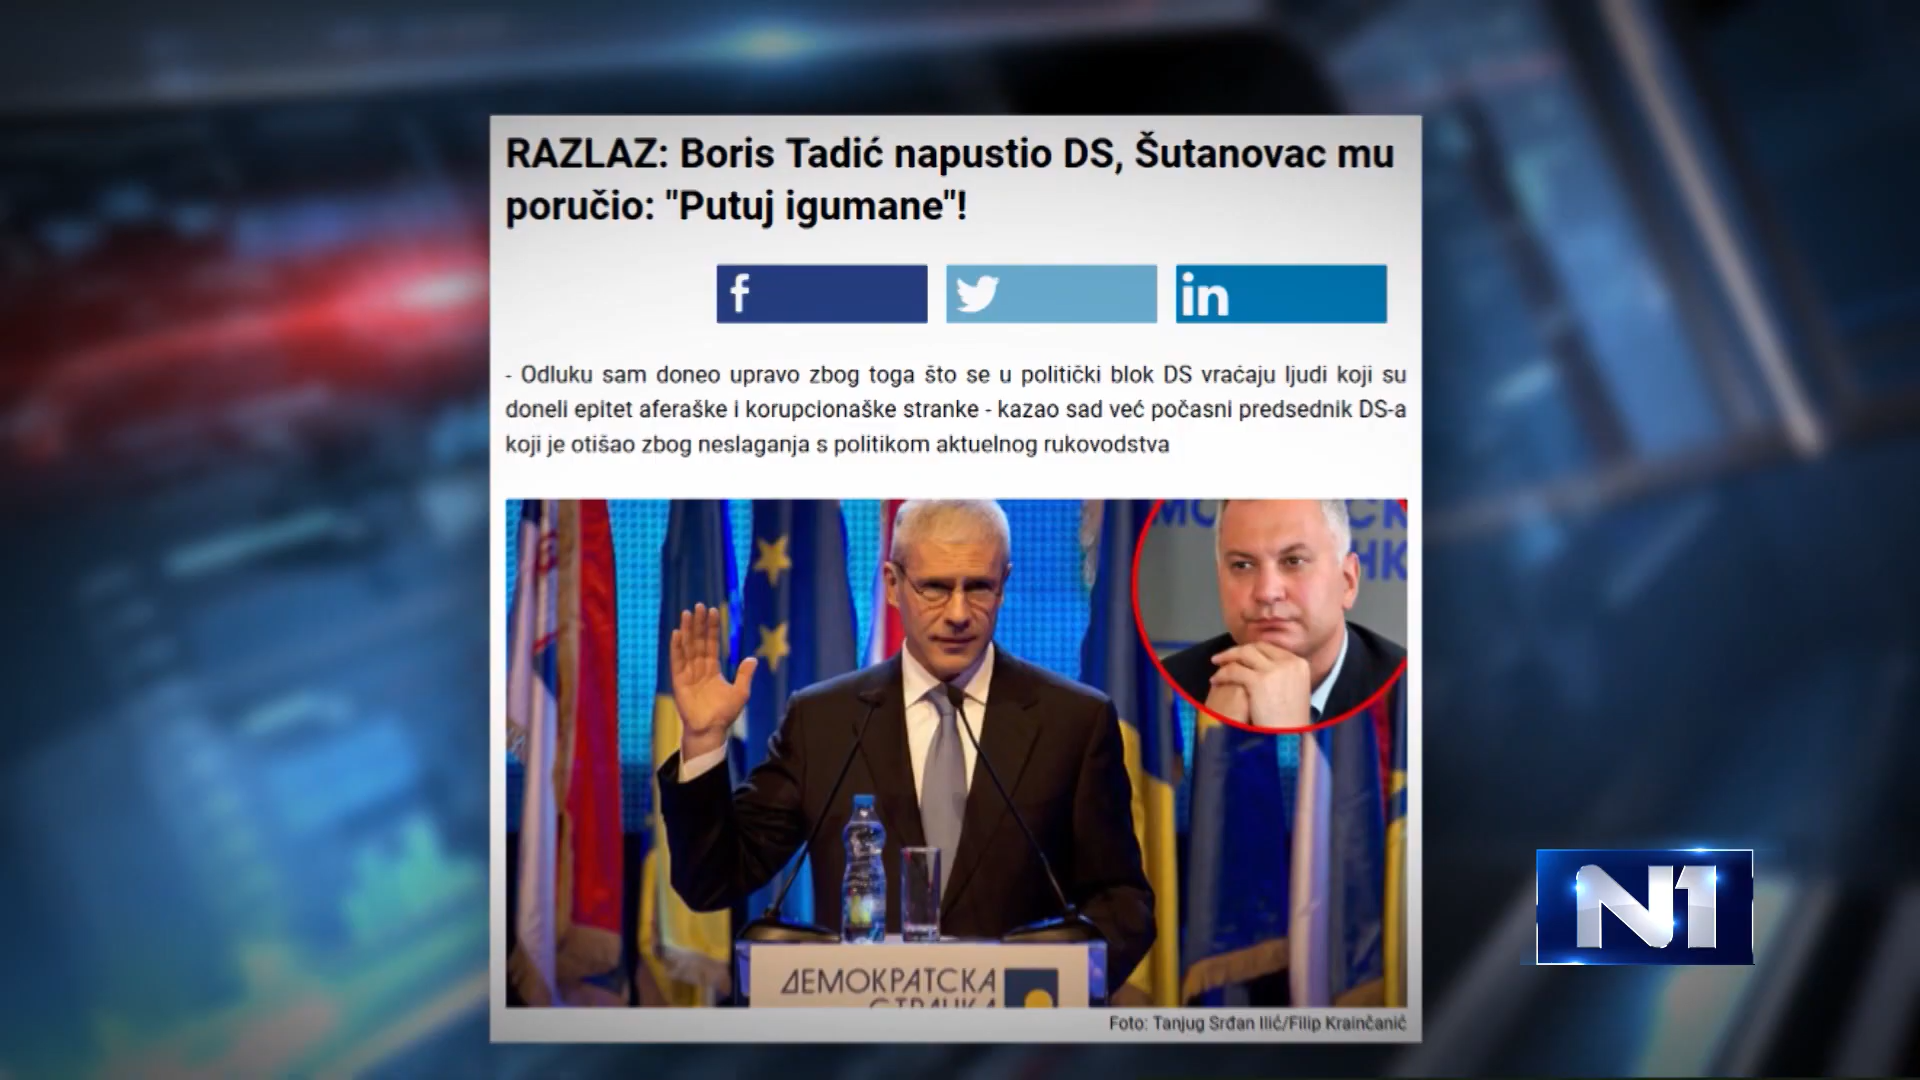 RAZLAZ: Boris Tadić napustio DS, Šutanovac mu
poručio: "Putuj igumane"!
f
in
- Odluku sam doneo upravo zbog toga što se u politički blok DS vraćaju ljudi koji su
doneli epitet aferaške i korupcionaške stranke - kazao sad već počasni predsednik DS-a
koji je otišao zbog neslaganja s politikom aktuelnog rukovodstva
ДЕМОКРАТСКА
СТРАНКА
Foto: Tanjug Srđan Ilić/Filip Krainčanić
N1